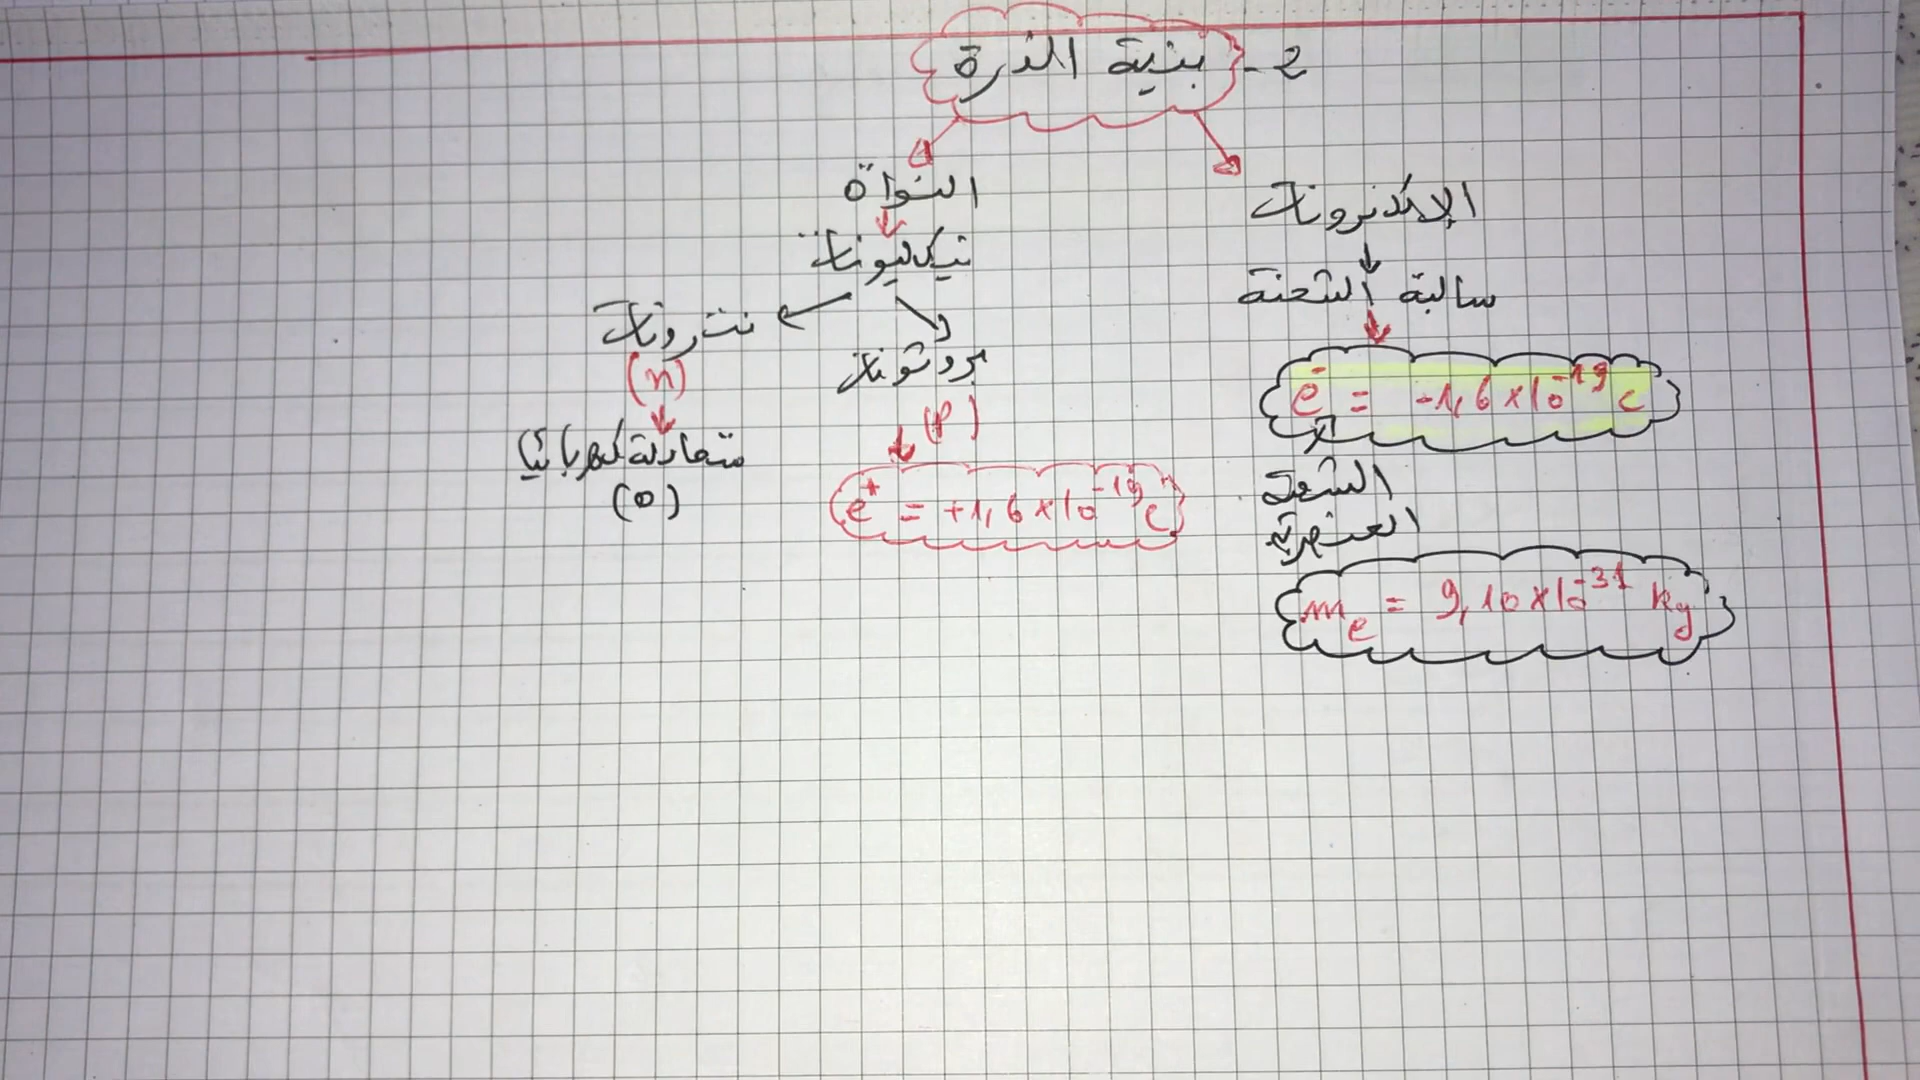 2 - بنية الذرة
الإلكترونات
سالبة الشحنة
e⁻ = -1,6 × 10⁻¹⁹ C
الشحنة
العنصرية
mₑ = 9,10 × 10⁻³¹ kg
النواة
نيكليونات
بروتونات
(p)
e⁺ = +1,6 × 10⁻¹⁹ C
نترونات
(n)
متعادلة كهربائيا
(0)